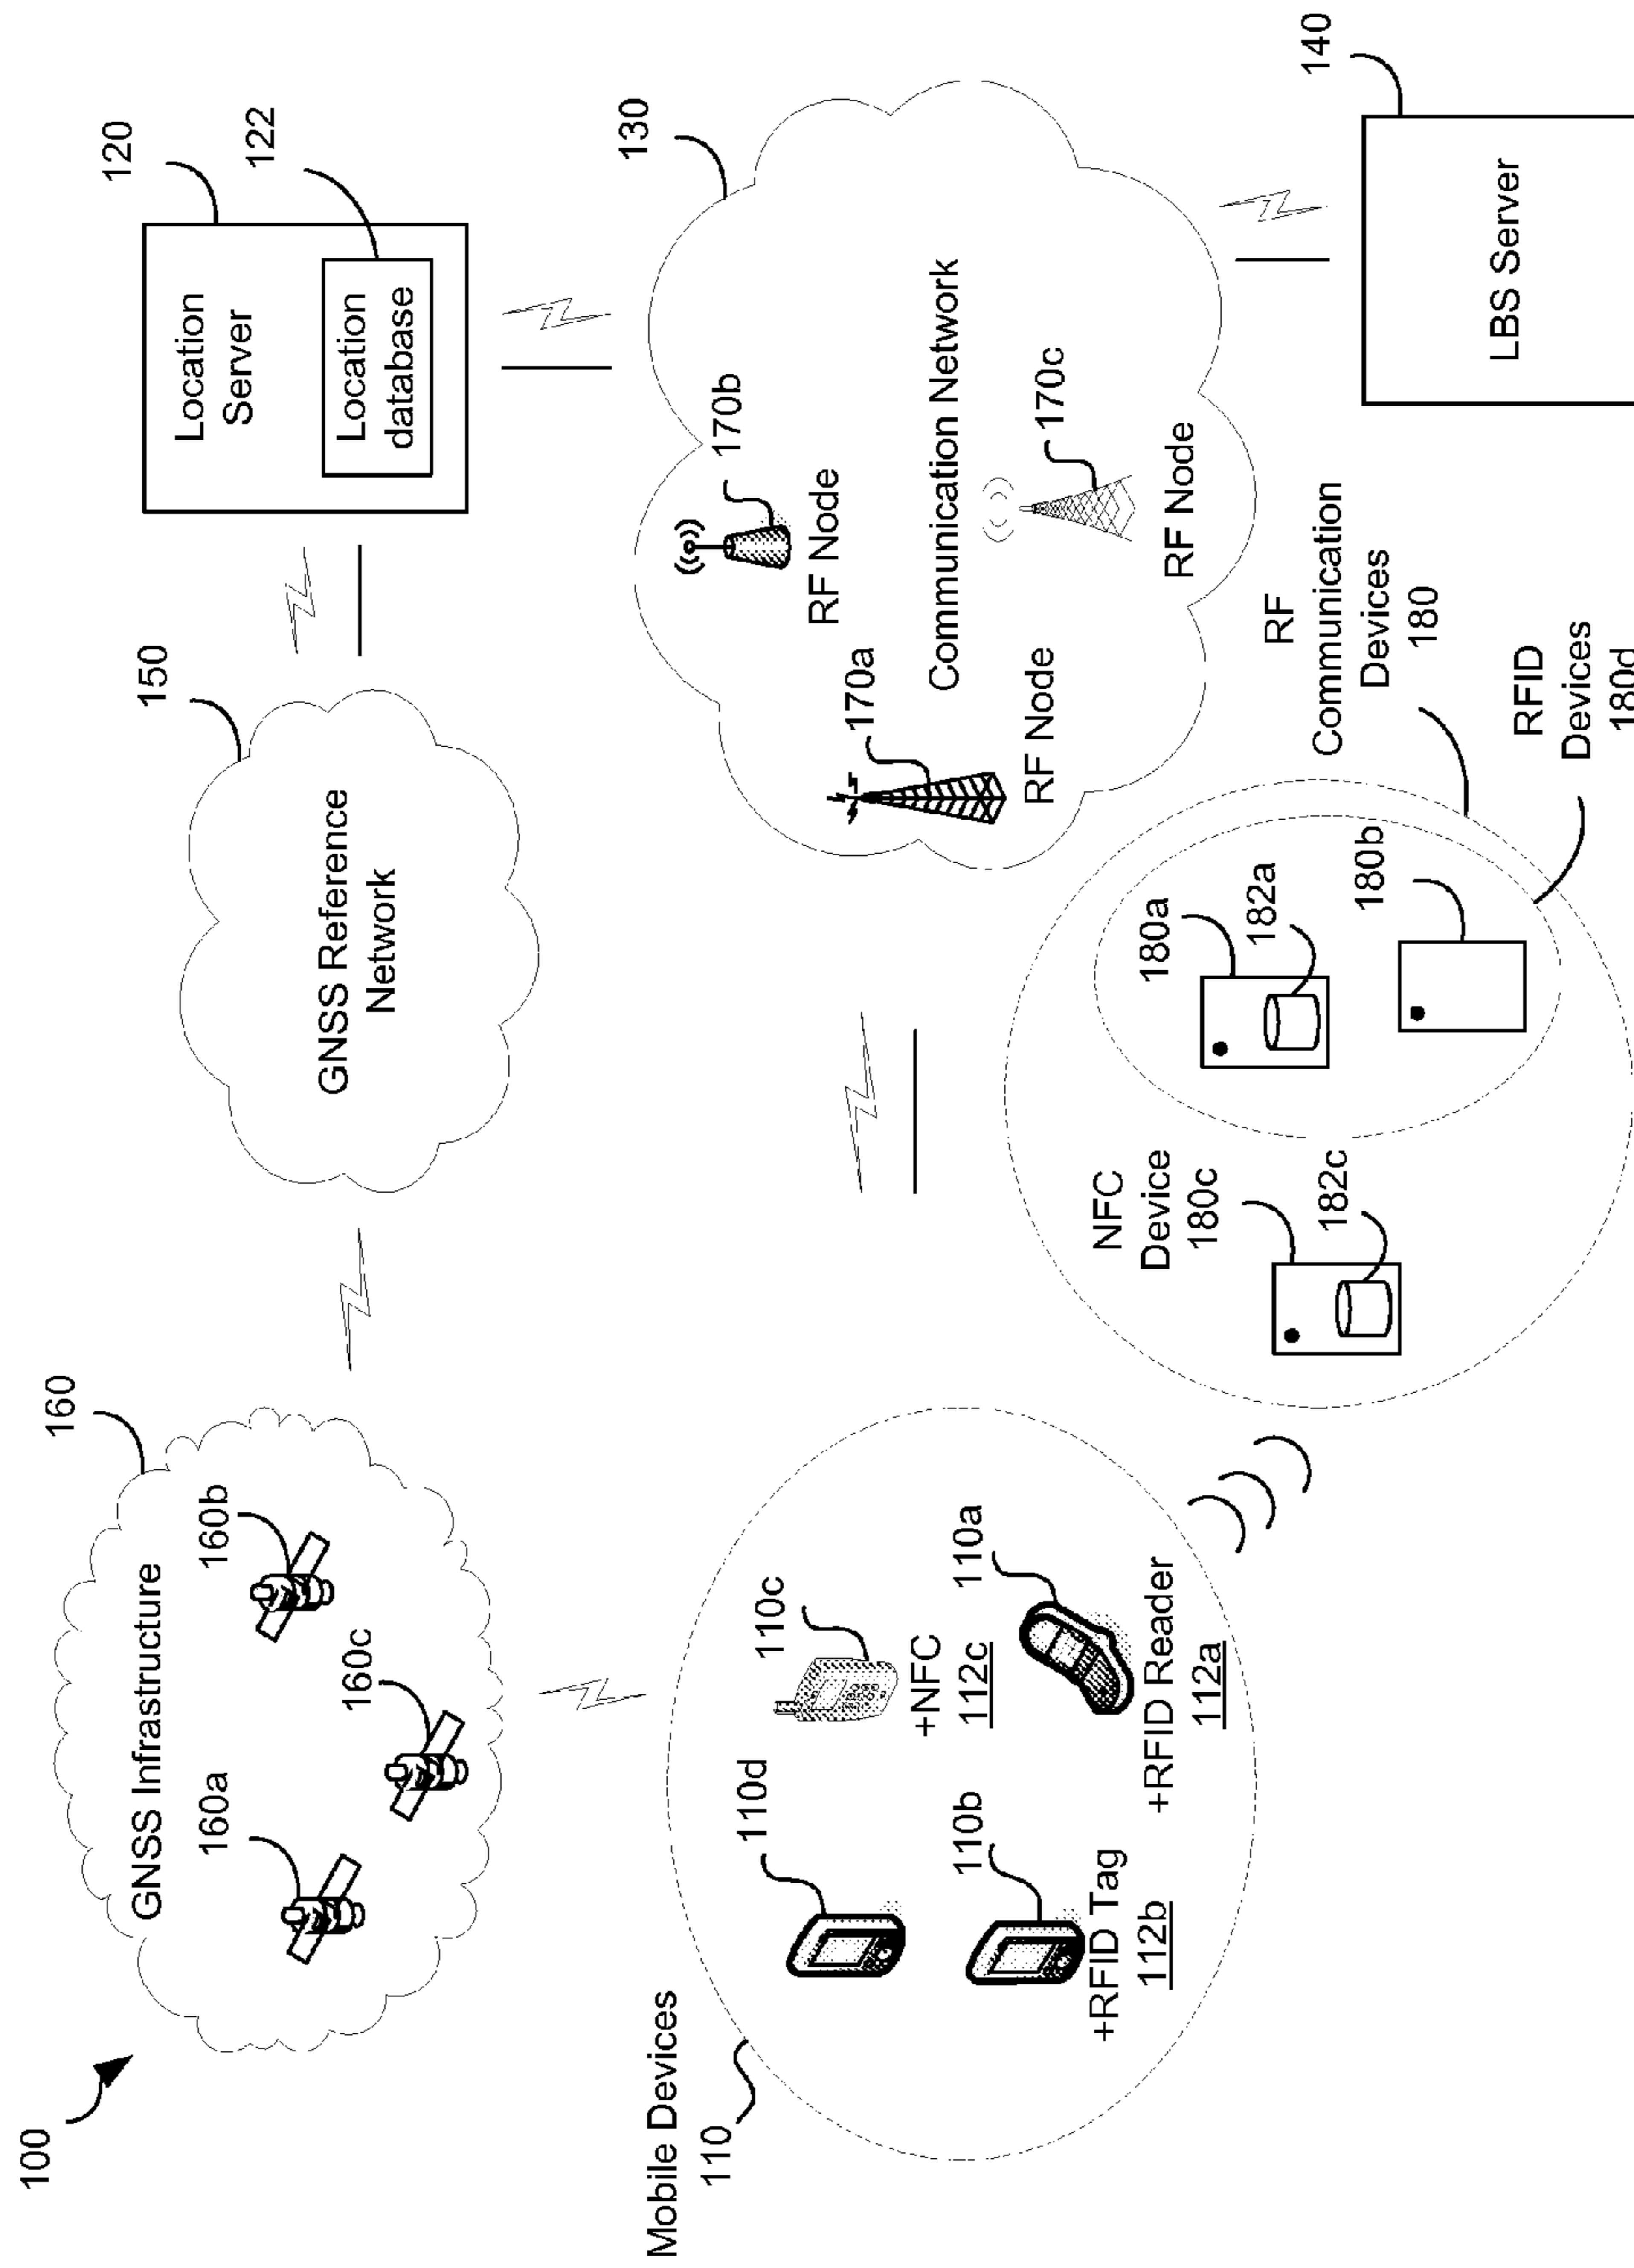 100
GNSS Infrastructure
160
160a
160b
160c
150
GNSS Reference
Network
120
Location
Server
122
Location
database
Mobile Devices
110
110d
110c
+NFC
112c
110b
+RFID Tag
112b
110a
+RFID Reader
112a
130
170b
RF Node
170a
RF Node
Communication Network
170c
RF Node
NFC
Device
180c
182c
180a
182a
180b
RF
Communication
Devices
180
RFID
Devices
180d
140
LBS Server